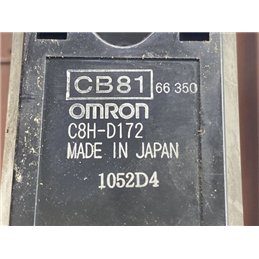 CB81 66 350
OMRON
C8H-D172
MADE IN JAPAN
1052D4